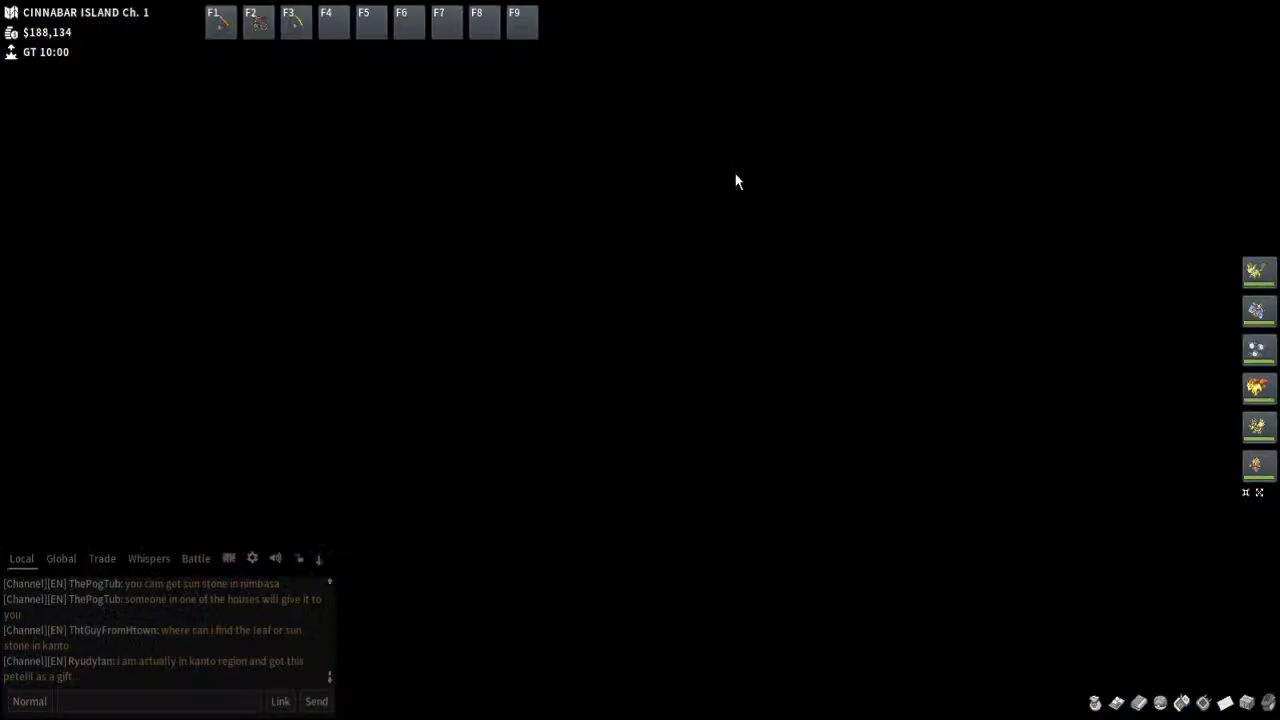 CINNABAR ISLAND Ch. 1
$188,134
GT 10:00
F1 F2 F3 F4 F5 F6 F7 F8 F9
Local Global Trade Whispers Battle
[Channel][EN] ThePogTub: you cam get sun stone in nimbasa
[Channel][EN] ThePogTub: someone in one of the houses will give it to
you
[Channel][EN] ThtGuyFromHtown: where can i find the leaf or sun
stone in kanto
[Channel][EN] Rudylan: i am actually in kanto region and got this
petelil as a gift..
Normal Link Send